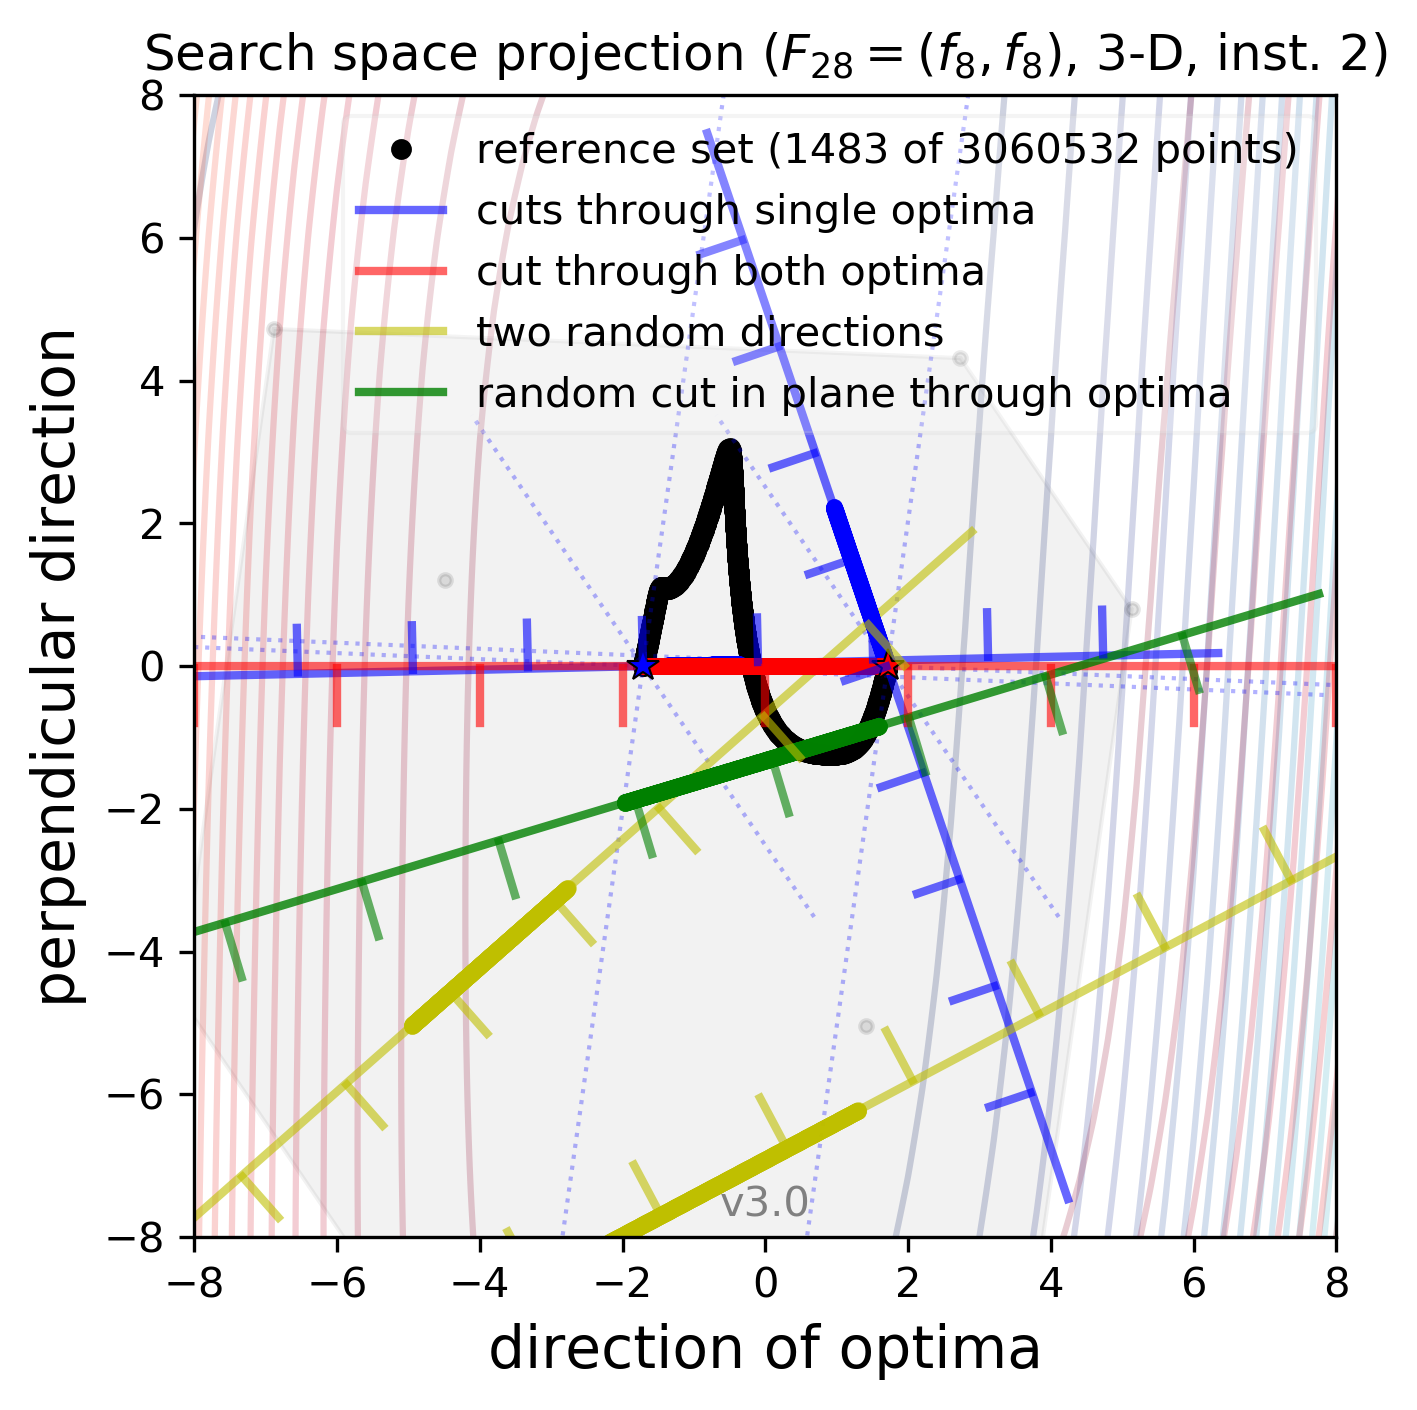 Search space projection (F28 = (f8, f8), 3-D, inst. 2)
reference set (1483 of 3060532 points)
cuts through single optima
cut through both optima
two random directions
random cut in plane through optima
perpendicular direction
8
6
4
2
0
−2
−4
−6
−8
v3.0
−8 −6 −4 −2 0 2 4 6 8
direction of optima